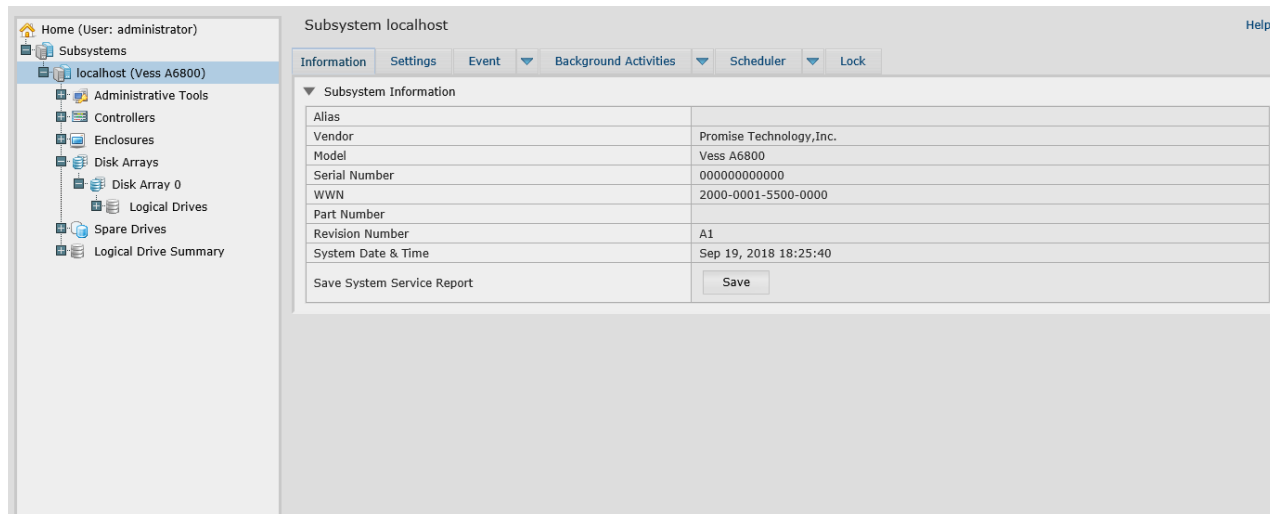 Home (User: administrator)
Subsystems
localhost (Vess A6800)
Administrative Tools
Controllers
Enclosures
Disk Arrays
Disk Array 0
Logical Drives
Spare Drives
Logical Drive Summary
Subsystem localhost
Help
Information Settings Event Background Activities Scheduler Lock
Subsystem Information
Alias
Vendor Promise Technology,Inc.
Model Vess A6800
Serial Number 000000000000
WWN 2000-0001-5500-0000
Part Number
Revision Number A1
System Date & Time Sep 19, 2018 18:25:40
Save System Service Report Save